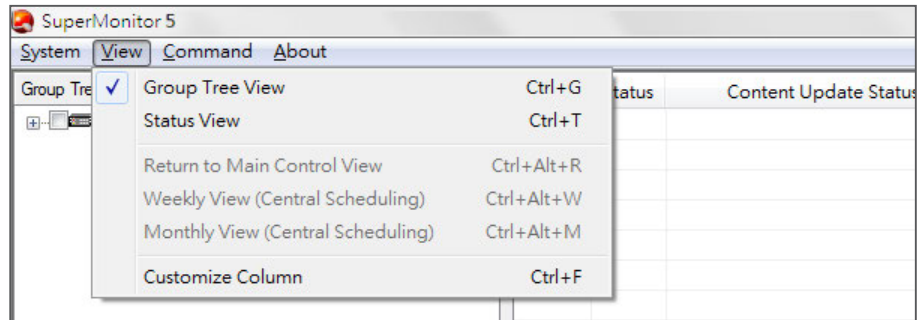 SuperMonitor 5
System View Command About
Group Tre
Group Tree View Ctrl+G
Status View Ctrl+T
Return to Main Control View Ctrl+Alt+R
Weekly View (Central Scheduling) Ctrl+Alt+W
Monthly View (Central Scheduling) Ctrl+Alt+M
Customize Column Ctrl+F
tatus Content Update Status